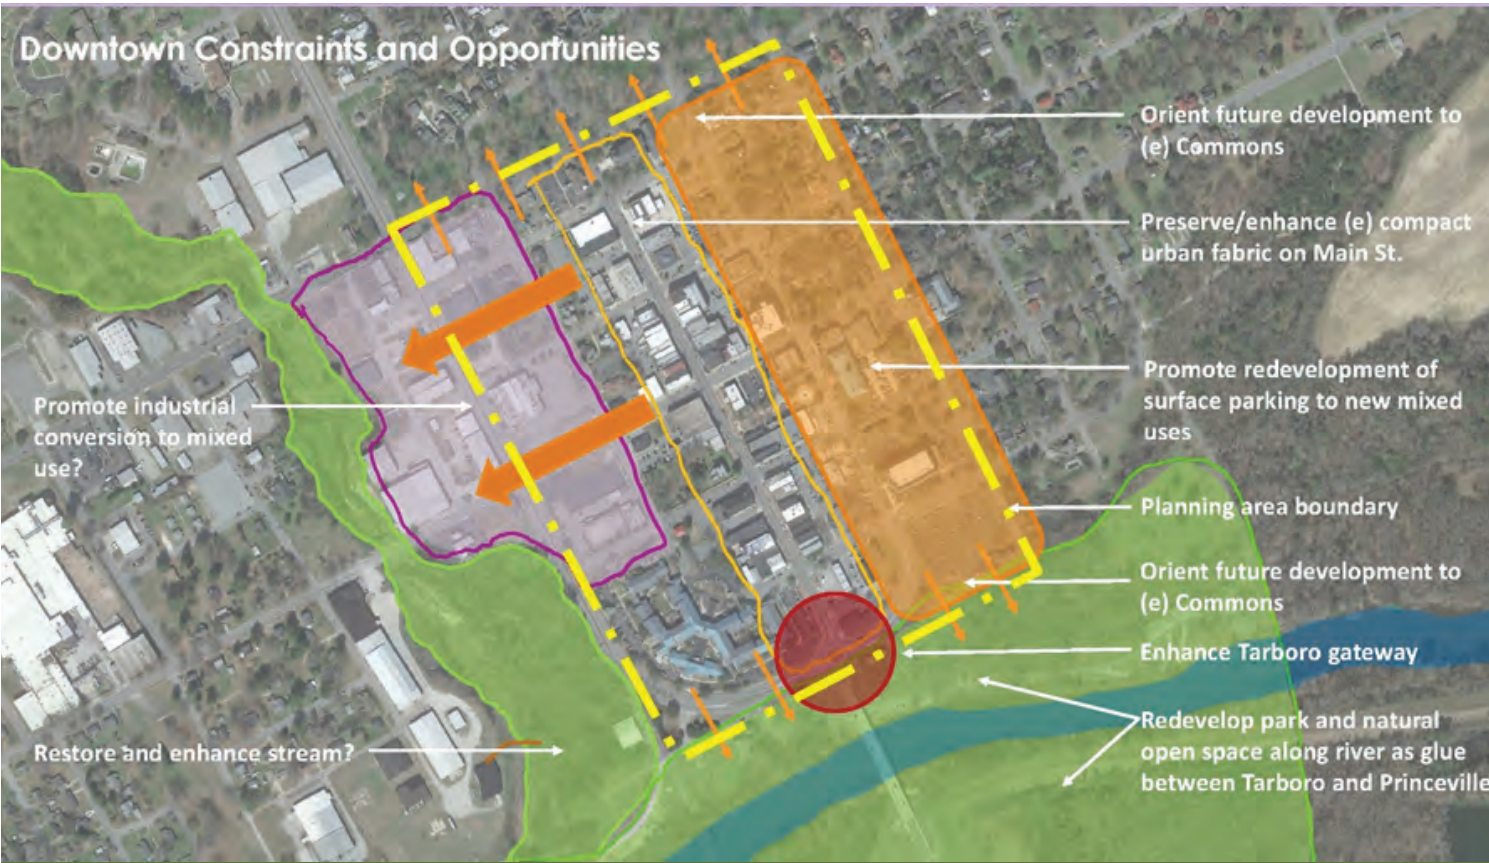 Downtown Constraints and Opportunities
Orient future development to
(e) Commons
Preserve/enhance (e) compact
urban fabric on Main St.
Promote redevelopment of
surface parking to new mixed
uses
Promote industrial
conversion to mixed
use?
Planning area boundary
Orient future development to
(e) Commons
Enhance Tarboro gateway
Redevelop park and natural
open space along river as glue
between Tarboro and Princeville
Restore and enhance stream?